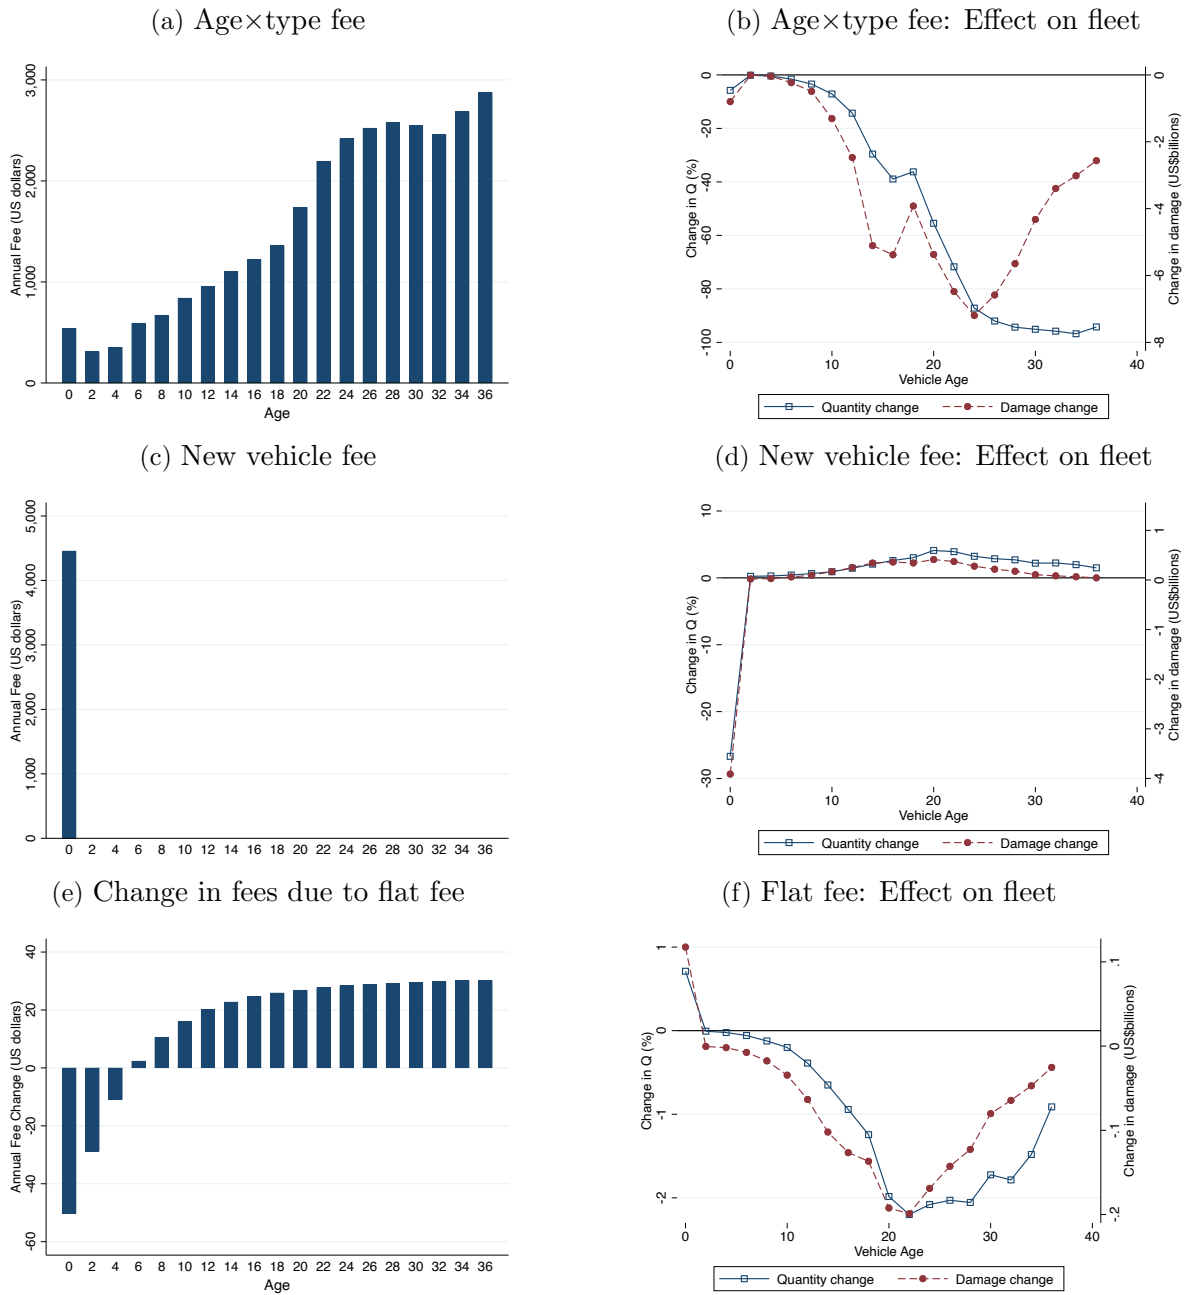 (a) Age×type fee
Annual Fee (US dollars)
3,000
2,000
1,000
0
0 2 4 6 8 10 12 14 16 18 20 22 24 26 28 30 32 34 36
Age
(b) Age×type fee: Effect on fleet
Change in Q (%)
0
-20
-40
-60
-80
-100
Change in damage (US$billions)
0
-2
-4
-6
-8
0 10 20 30 40
Vehicle Age
Quantity change Damage change
(c) New vehicle fee
Annual Fee (US dollars)
5,000
4,000
3,000
2,000
1,000
0
0 2 4 6 8 10 12 14 16 18 20 22 24 26 28 30 32 34 36
(d) New vehicle fee: Effect on fleet
Change in Q (%)
10
0
-10
-20
-30
Change in damage (US$billions)
1
0
-1
-2
-3
-4
0 10 20 30 40
Vehicle Age
Quantity change Damage change
(e) Change in fees due to flat fee
Annual Fee Change (US dollars)
40
20
0
-20
-40
-60
0 2 4 6 8 10 12 14 16 18 20 22 24 26 28 30 32 34 36
Age
(f) Flat fee: Effect on fleet
Change in Q (%)
1
0
-1
-2
Change in damage (US$billions)
.1
0
-.1
-.2
0 10 20 30 40
Vehicle Age
Quantity change Damage change